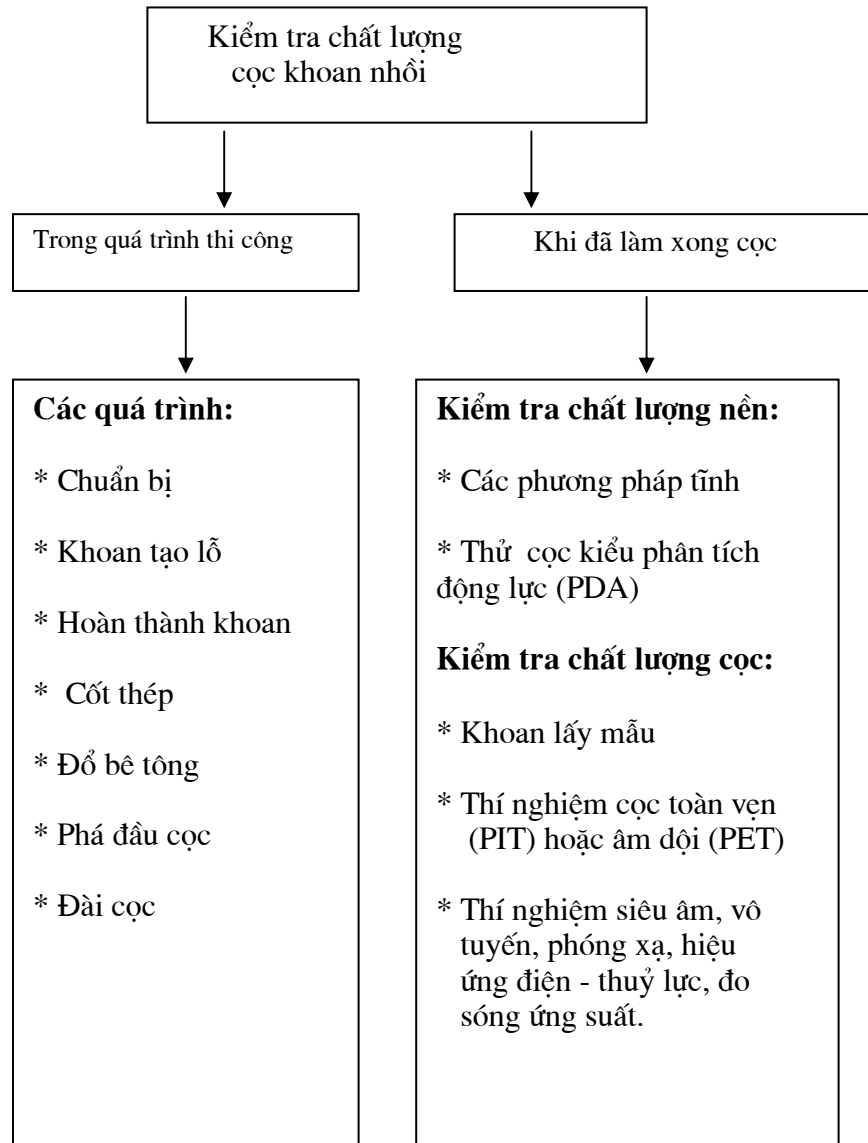 Kiểm tra chất lượng
cọc khoan nhồi
Trong quá trình thi công
Khi đã làm xong cọc
Các quá trình:
* Chuẩn bị
* Khoan tạo lỗ
* Hoàn thành khoan
* Cốt thép
* Đổ bê tông
* Phá đầu cọc
* Đài cọc
Kiểm tra chất lượng nền:
* Các phương pháp tĩnh
* Thử cọc kiểu phân tích
động lực (PDA)
Kiểm tra chất lượng cọc:
* Khoan lấy mẫu
* Thí nghiệm cọc toàn vẹn
(PIT) hoặc âm dội (PET)
* Thí nghiệm siêu âm, vô
tuyến, phóng xạ, hiệu
ứng điện - thuỷ lực, đo
sóng ứng suất.